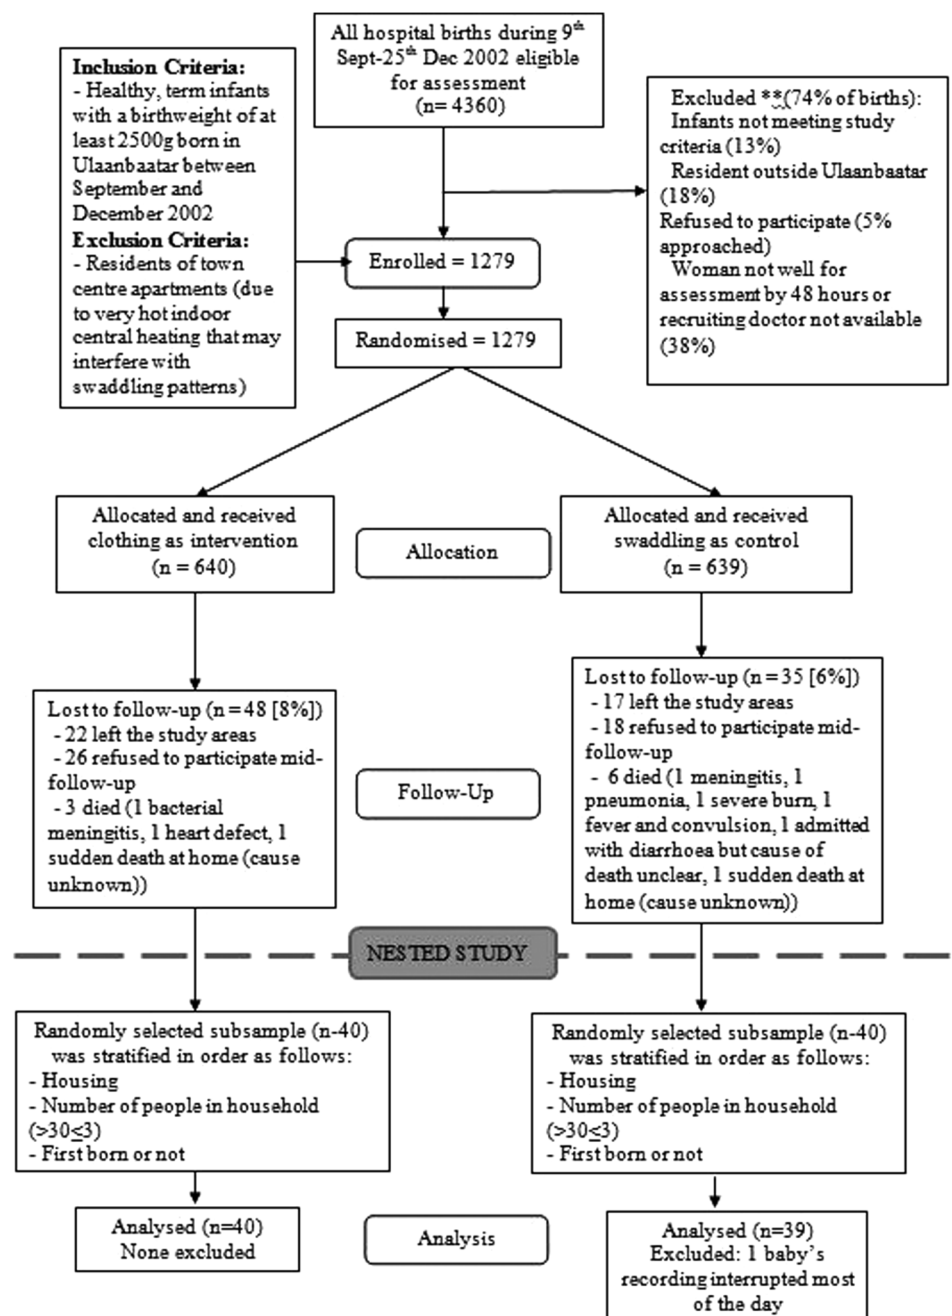 All hospital births during 9th
Sept-25th Dec 2002 eligible
for assessment
(n= 4360)
Inclusion Criteria:
- Healthy, term infants
with a birthweight of at
least 2500g born in
Ulaanbaatar between
September and
December 2002
Exclusion Criteria:
- Residents of town
centre apartments (due
to very hot indoor
central heating that may
interfere with
swaddling patterns)
Excluded **(74% of births):
Infants not meeting study
criteria (13%)
Resident outside Ulaanbaatar
(18%)
Refused to participate (5%
approached)
Woman not well for
assessment by 48 hours or
recruiting doctor not available
(38%)
Enrolled = 1279
Randomised = 1279
Allocated and received
clothing as intervention
(n = 640)
Allocation
Allocated and received
swaddling as control
(n = 639)
Lost to follow-up (n = 48 [8%])
- 22 left the study areas
- 26 refused to participate mid-
follow-up
- 3 died (1 bacterial
meningitis, 1 heart defect, 1
sudden death at home (cause
unknown))
Follow-Up
Lost to follow-up (n = 35 [6%])
- 17 left the study areas
- 18 refused to participate mid-
follow-up
- 6 died (1 meningitis, 1
pneumonia, 1 severe burn, 1
fever and convulsion, 1 admitted
with diarrhoea but cause of
death unclear, 1 sudden death at
home (cause unknown))
NESTED STUDY
Randomly selected subsample (n-40)
was stratified in order as follows:
- Housing
- Number of people in household
(>30≤3)
- First born or not
Randomly selected subsample (n-40)
was stratified in order as follows:
- Housing
- Number of people in household
(>30≤3)
- First born or not
Analysed (n=40)
None excluded
Analysis
Analysed (n=39)
Excluded: 1 baby's
recording interrupted most
of the day